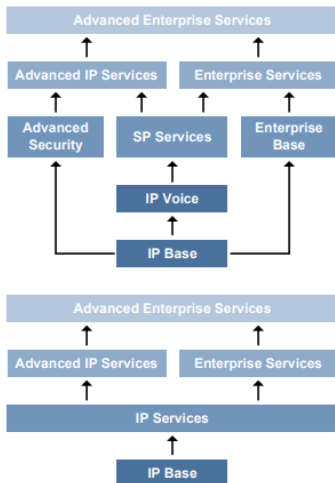 Advanced Enterprise Services
Advanced IP Services
Enterprise Services
Advanced
Security
SP Services
Enterprise
Base
IP Voice
IP Base
Advanced Enterprise Services
Advanced IP Services
Enterprise Services
IP Services
IP Base